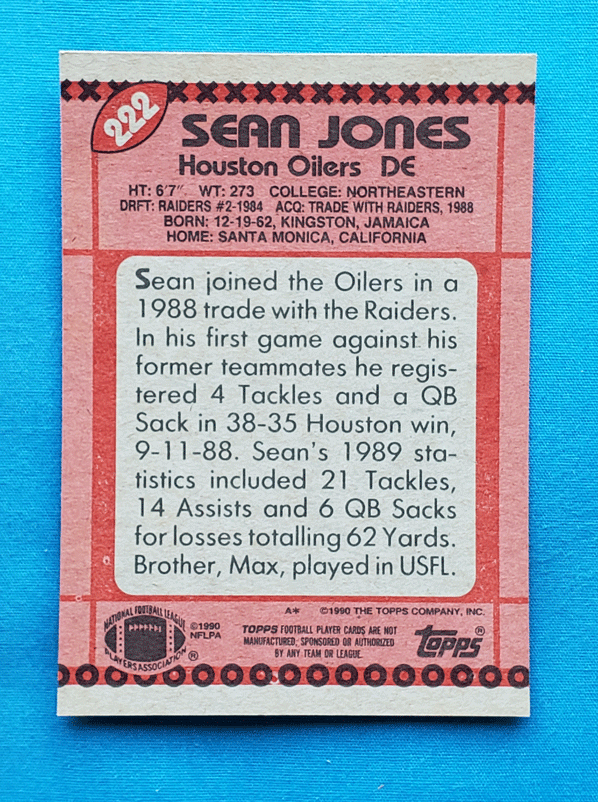 222
SEAN JONES
Houston Oilers DE
HT: 6'7" WT: 273 COLLEGE: NORTHEASTERN
DRFT: RAIDERS #2-1984 ACQ: TRADE WITH RAIDERS, 1988
BORN: 12-19-62, KINGSTON, JAMAICA
HOME: SANTA MONICA, CALIFORNIA
Sean joined the Oilers in a
1988 trade with the Raiders.
In his first game against his
former teammates he regis-
tered 4 Tackles and a QB
Sack in 38-35 Houston win,
9-11-88. Sean's 1989 sta-
tistics included 21 Tackles,
14 Assists and 6 QB Sacks
for losses totalling 62 Yards.
Brother, Max, played in USFL.
A* ©1990 THE TOPPS COMPANY, INC.
NATIONAL FOOTBALL LEAGUE
PLAYERS ASSOCIATION ®
©1990
NFLPA
TOPPS FOOTBALL PLAYER CARDS ARE NOT
MANUFACTURED, SPONSORED OR AUTHORIZED
BY ANY TEAM OR LEAGUE.
TOPPS ®